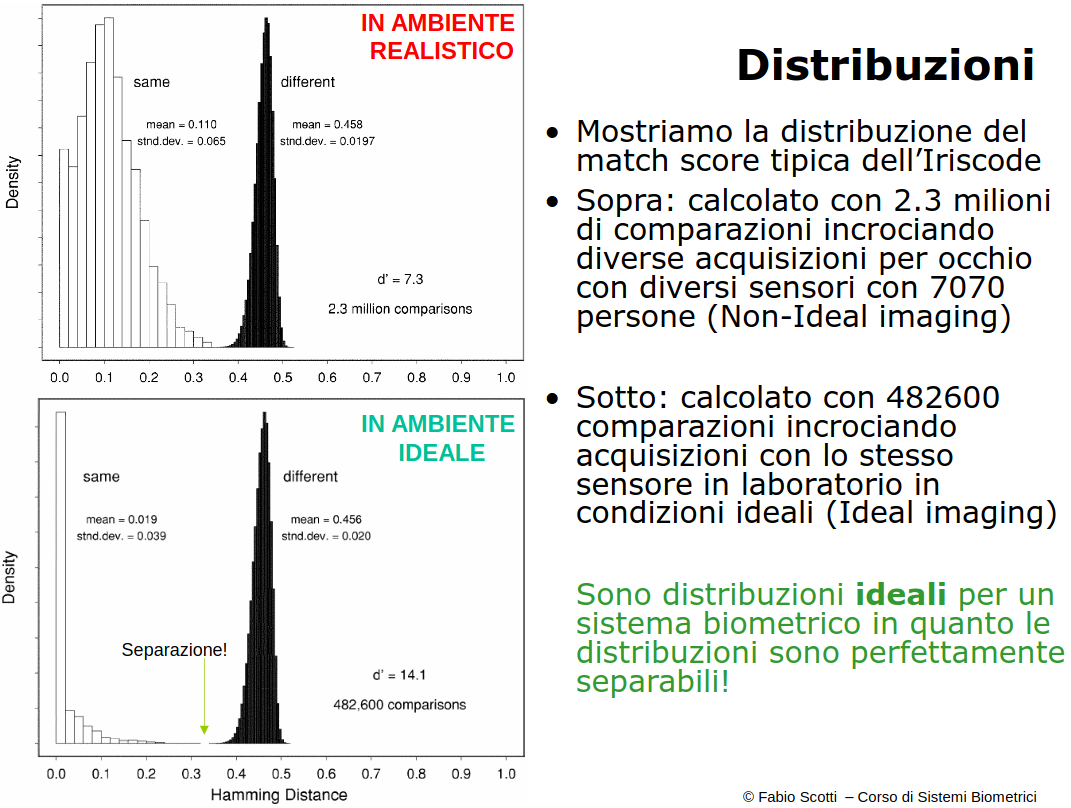 IN AMBIENTE
REALISTICO
same
different
mean = 0.110
stnd.dev. = 0.065
mean = 0.458
stnd.dev. = 0.0197
Density
d' = 7.3
2.3 million comparisons
0.0 0.1 0.2 0.3 0.4 0.5 0.6 0.7 0.8 0.9 1.0
IN AMBIENTE
IDEALE
same
different
mean = 0.019
stnd.dev. = 0.039
mean = 0.456
stnd.dev. = 0.020
Density
Separazione!
d' = 14.1
482,600 comparisons
0.0 0.1 0.2 0.3 0.4 0.5 0.6 0.7 0.8 0.9 1.0
Hamming Distance
Distribuzioni
• Mostriamo la distribuzione del
match score tipica dell’Iriscode
• Sopra: calcolato con 2.3 milioni
di comparazioni incrociando
diverse acquisizioni per occhio
con diversi sensori con 7070
persone (Non-Ideal imaging)
• Sotto: calcolato con 482600
comparazioni incrociando
acquisizioni con lo stesso
sensore in laboratorio in
condizioni ideali (Ideal imaging)
Sono distribuzioni ideali per un
sistema biometrico in quanto le
distribuzioni sono perfettamente
separabili!
© Fabio Scotti – Corso di Sistemi Biometrici